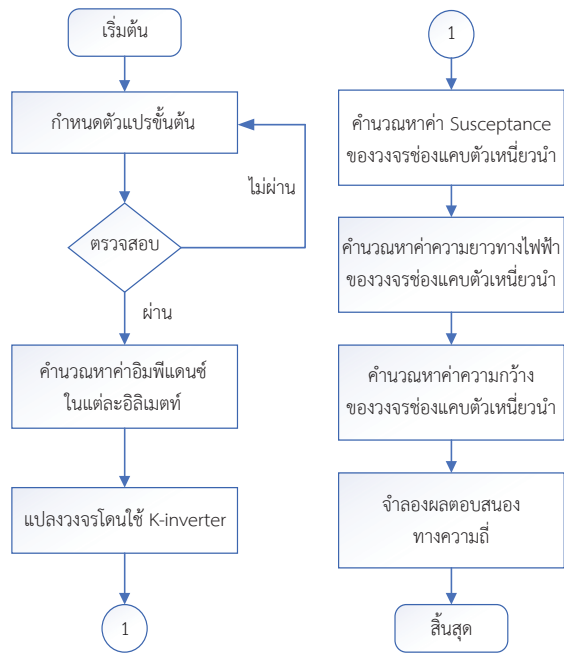 เริ่มต้น
กำหนดตัวแปรขั้นต้น
ไม่ผ่าน
ตรวจสอบ
ผ่าน
คำนวณหาค่าอิมพีแดนซ์
ในแต่ละอิลิเมตท์
แปลงวงจรโดนใช้ K-inverter
1
1
คำนวณหาค่า Susceptance
ของวงจรช่องแคบตัวเหนี่ยวนำ
คำนวณหาค่าความยาวทางไฟฟ้า
ของวงจรช่องแคบตัวเหนี่ยวนำ
คำนวณหาค่าความกว้าง
ของวงจรช่องแคบตัวเหนี่ยวนำ
จำลองผลตอบสนอง
ทางความถี่
สิ้นสุด